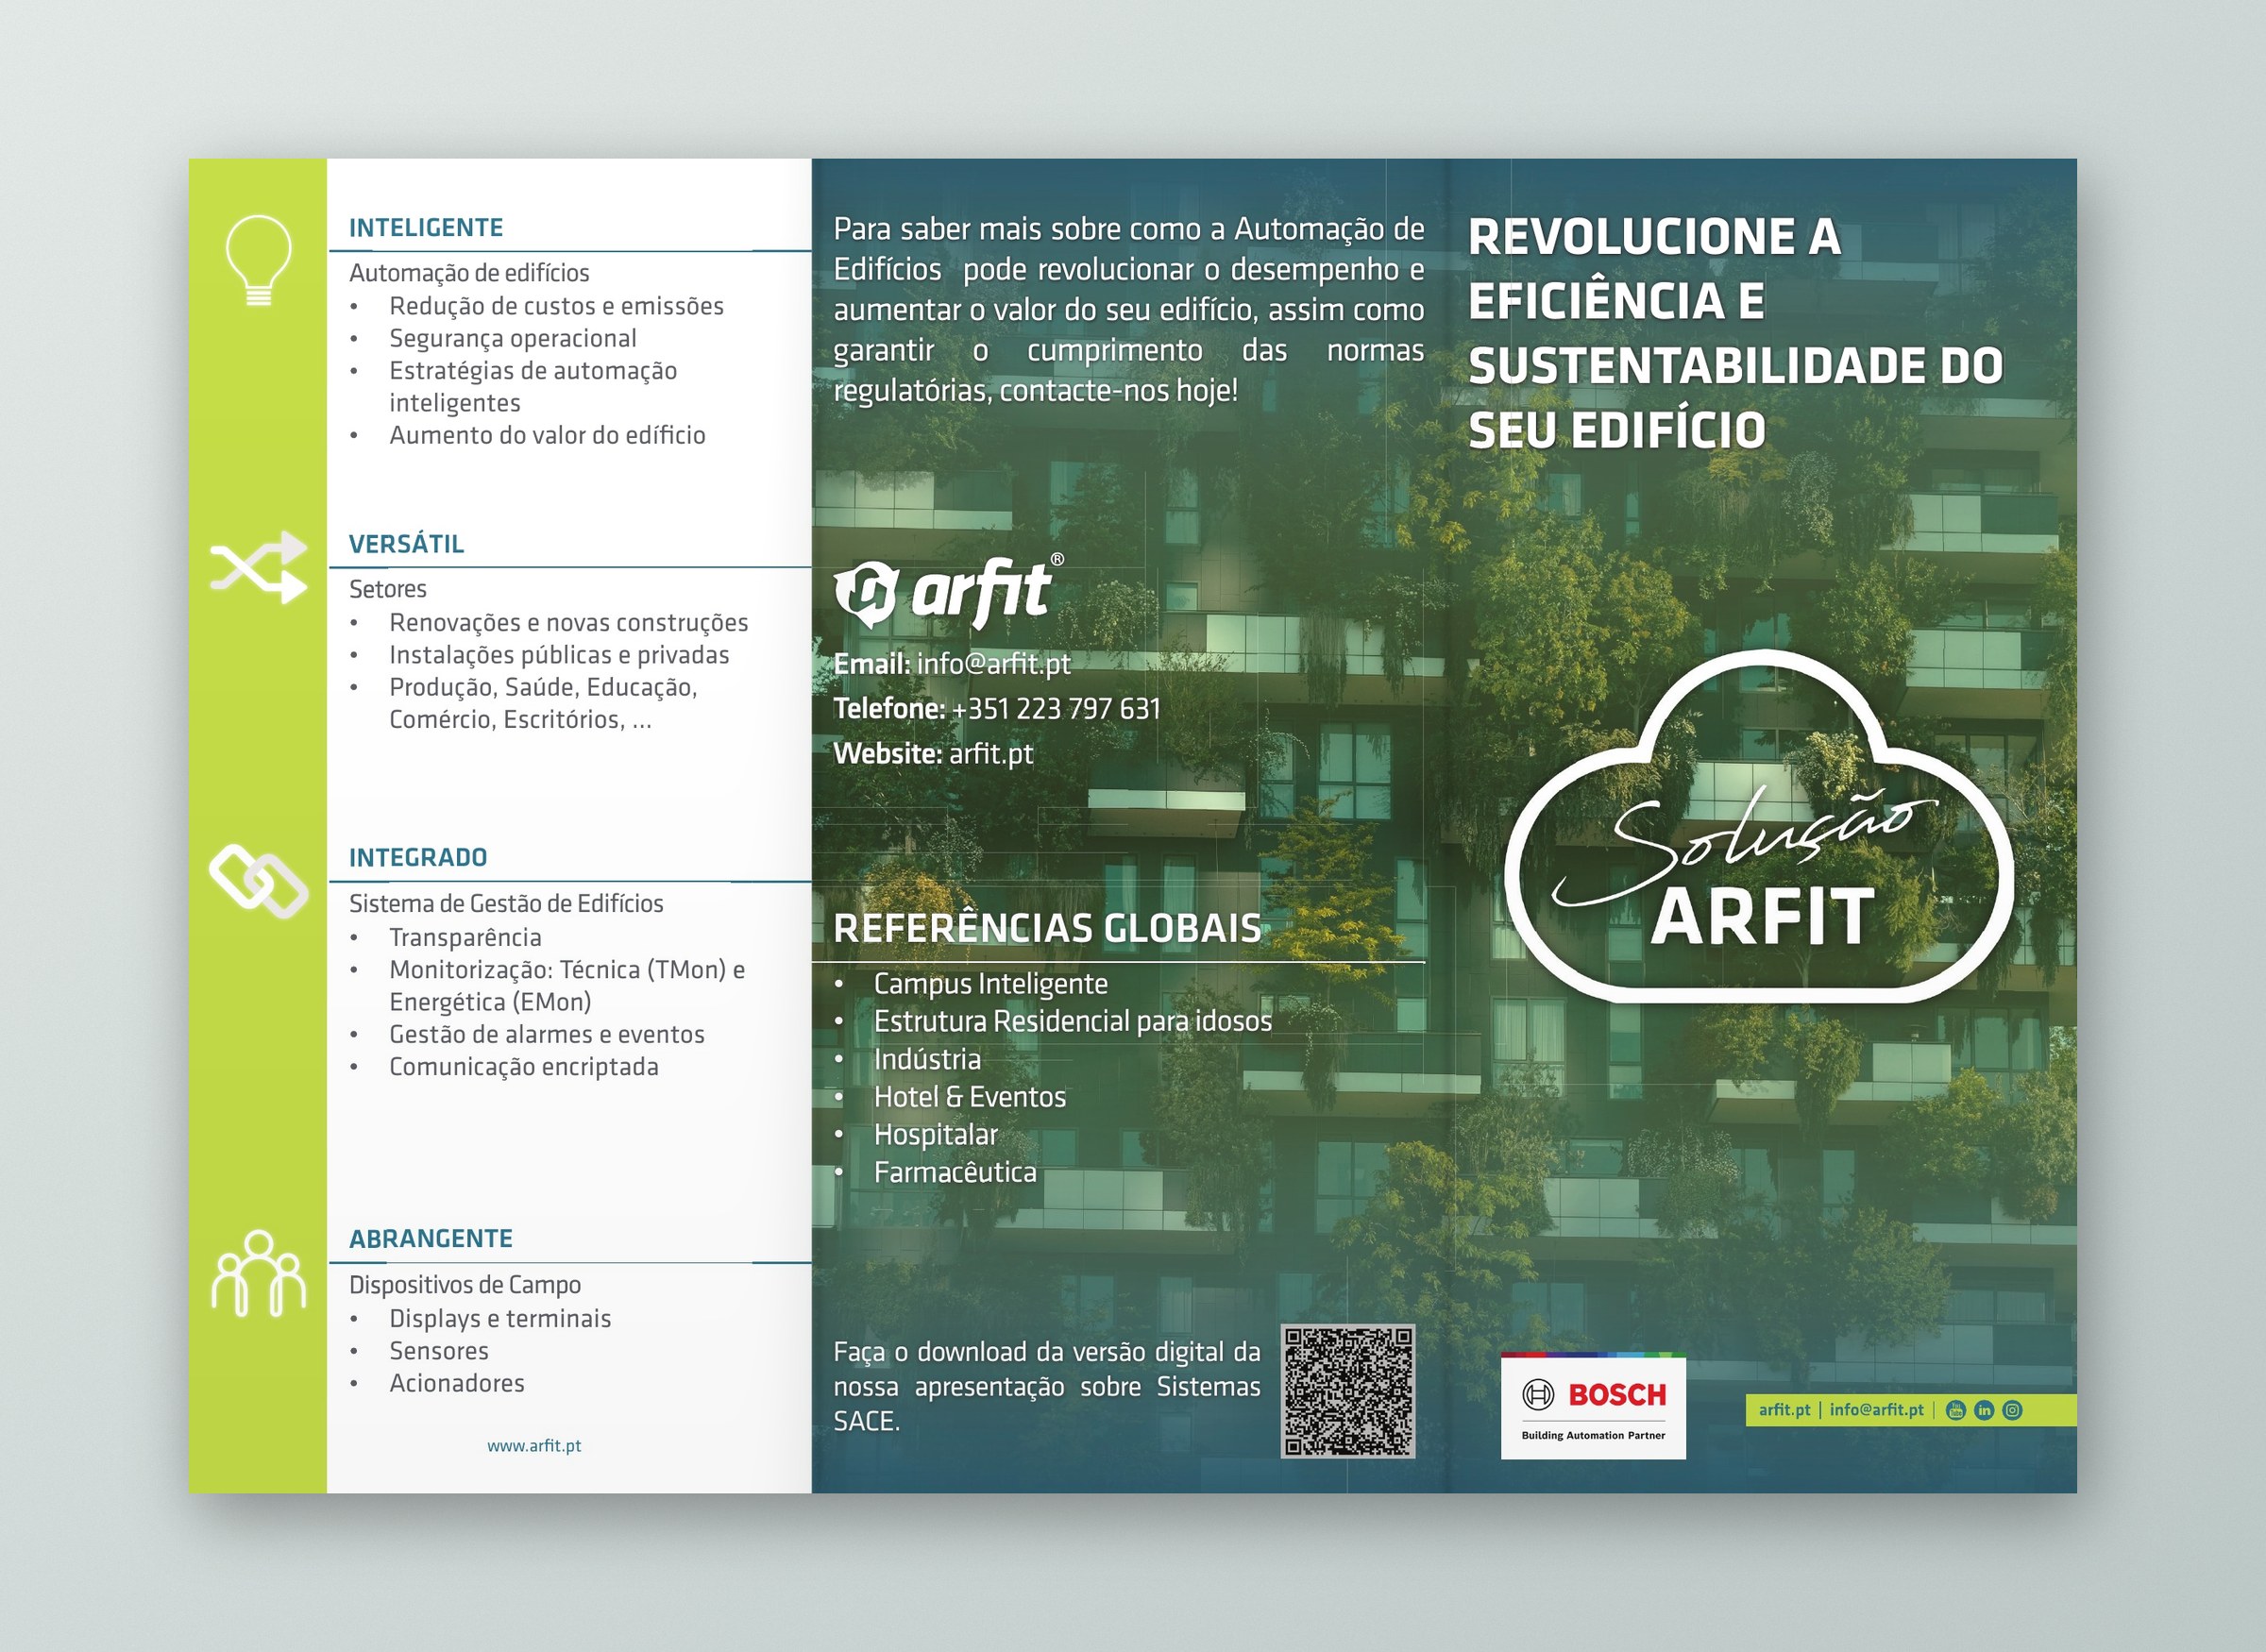 INTELIGENTE
Automação de edifícios
• Redução de custos e emissões
• Segurança operacional
• Estratégias de automação
inteligentes
• Aumento do valor do edíficio
VERSÁTIL
Setores
• Renovações e novas construções
• Instalações públicas e privadas
• Produção, Saúde, Educação,
Comércio, Escritórios, ...
INTEGRADO
Sistema de Gestão de Edifícios
• Transparência
• Monitorização: Técnica (TMon) e
Energética (EMon)
• Gestão de alarmes e eventos
• Comunicação encriptada
ABRANGENTE
Dispositivos de Campo
• Displays e terminais
• Sensores
• Acionadores
www.arfit.pt
Para saber mais sobre como a Automação de
Edifícios pode revolucionar o desempenho e
aumentar o valor do seu edifício, assim como
garantir o cumprimento das normas
regulatórias, contacte-nos hoje!
arfit®
Email: info@arfit.pt
Telefone: +351 223 797 631
Website: arfit.pt
REFERÊNCIAS GLOBAIS
• Campus Inteligente
• Estrutura Residencial para idosos
• Indústria
• Hotel & Eventos
• Hospitalar
• Farmacêutica
Faça o download da versão digital da
nossa apresentação sobre Sistemas
SACE.
REVOLUCIONE A
EFICIÊNCIA E
SUSTENTABILIDADE DO
SEU EDIFÍCIO
Solução
ARFIT
BOSCH
Building Automation Partner
arfit.pt | info@arfit.pt |
You Tube in